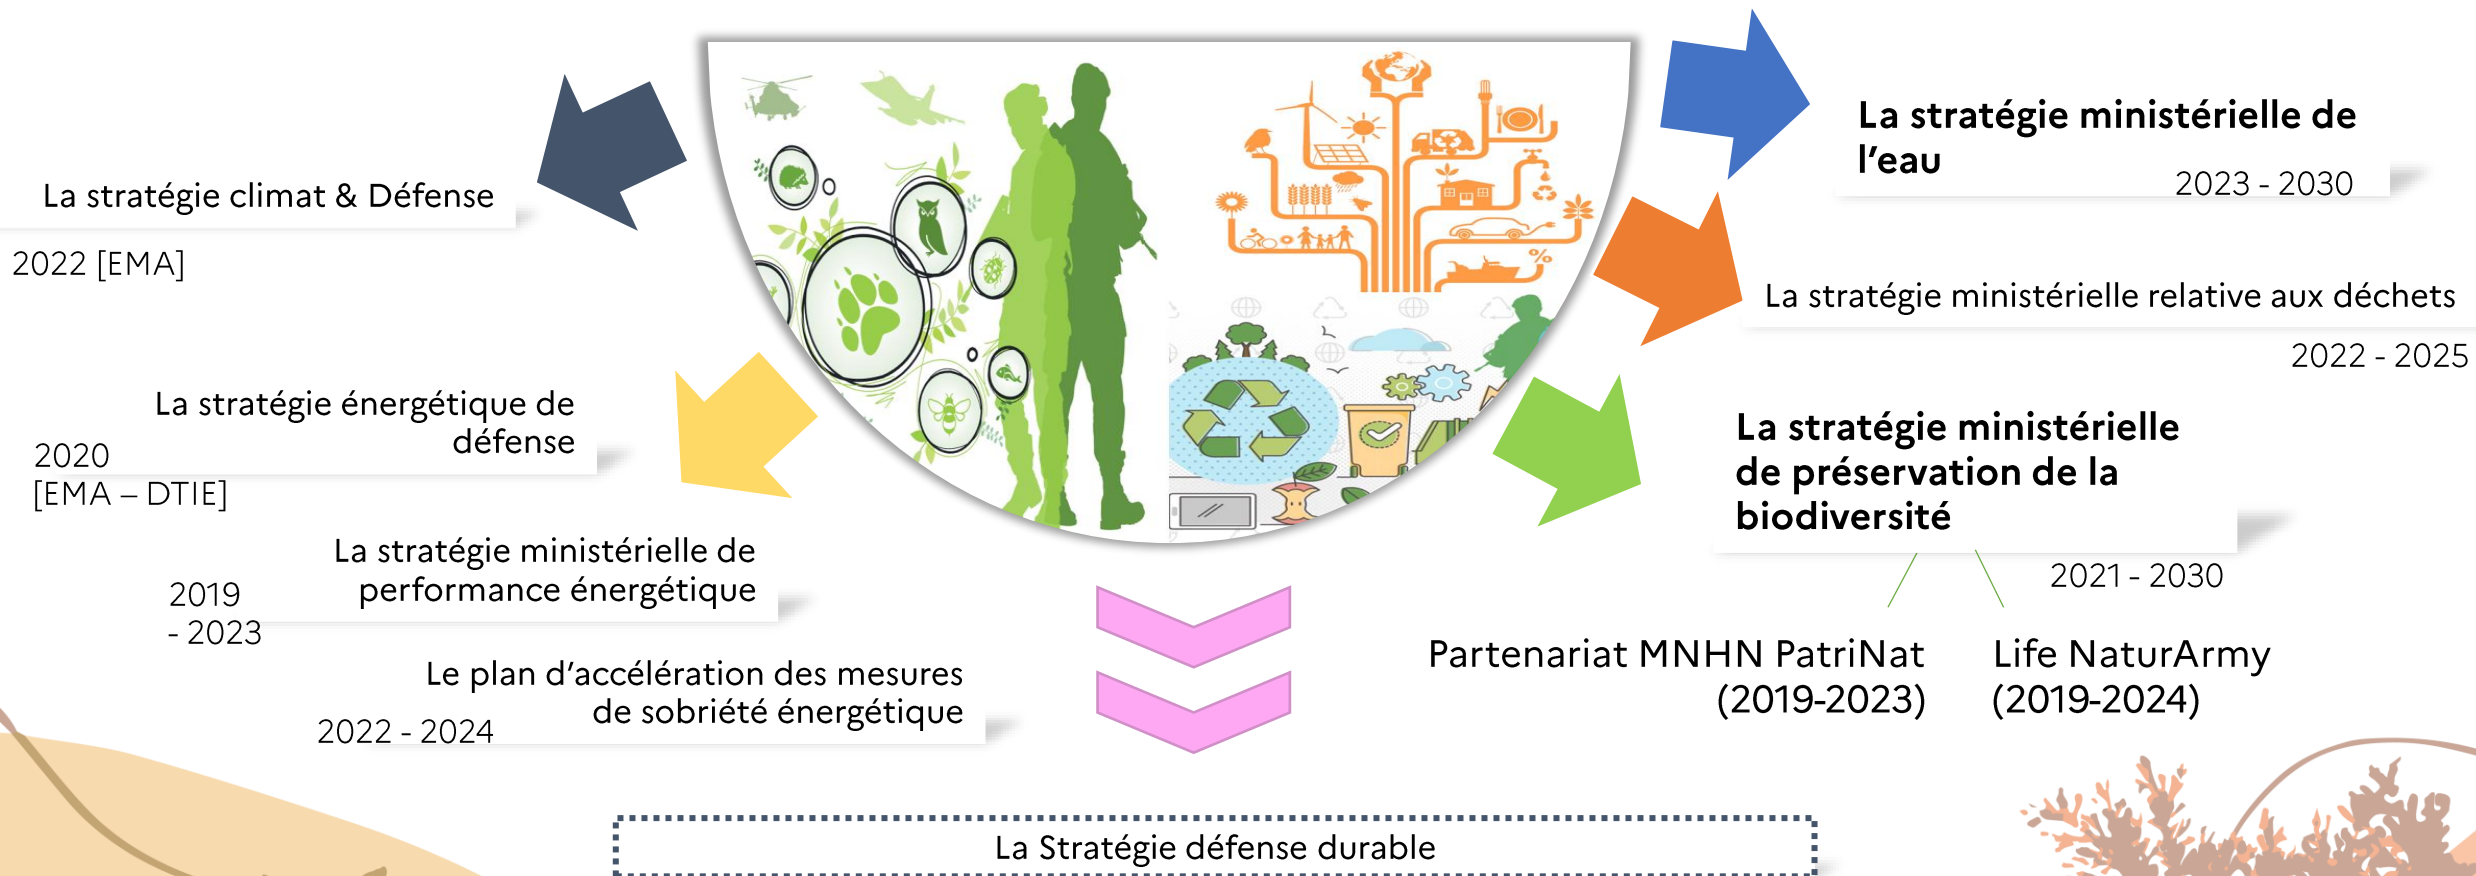 La stratégie climat & Défense
2022 [EMA]
La stratégie énergétique de
défense
2020
[EMA – DTIE]
La stratégie ministérielle de
performance énergétique
2019
- 2023
Le plan d’accélération des mesures
de sobriété énergétique
2022 - 2024
La stratégie ministérielle de
l’eau
2023 - 2030
La stratégie ministérielle relative aux déchets
2022 - 2025
La stratégie ministérielle
de préservation de la
biodiversité
2021 - 2030
Partenariat MNHN PatriNat
(2019-2023)
Life NaturArmy
(2019-2024)
%
La Stratégie défense durable